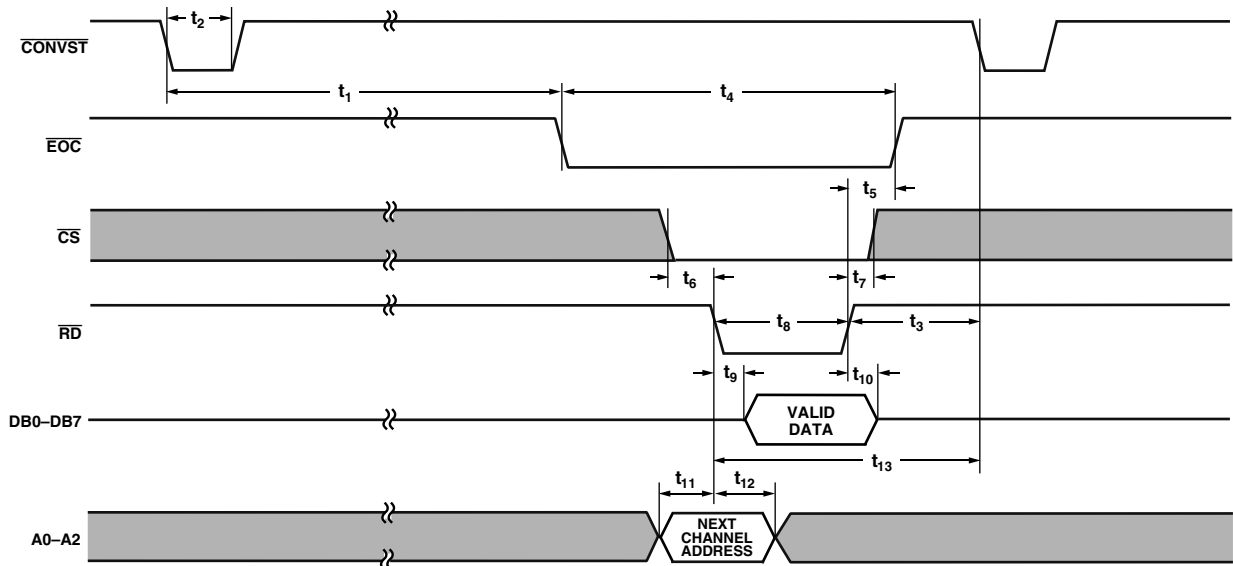 t2
CONVST
t1
t4
EOC
t5
CS
t6
t7
RD
t8
t3
t9
t10
DB0–DB7
VALID
DATA
t13
t11
t12
A0–A2
NEXT
CHANNEL
ADDRESS